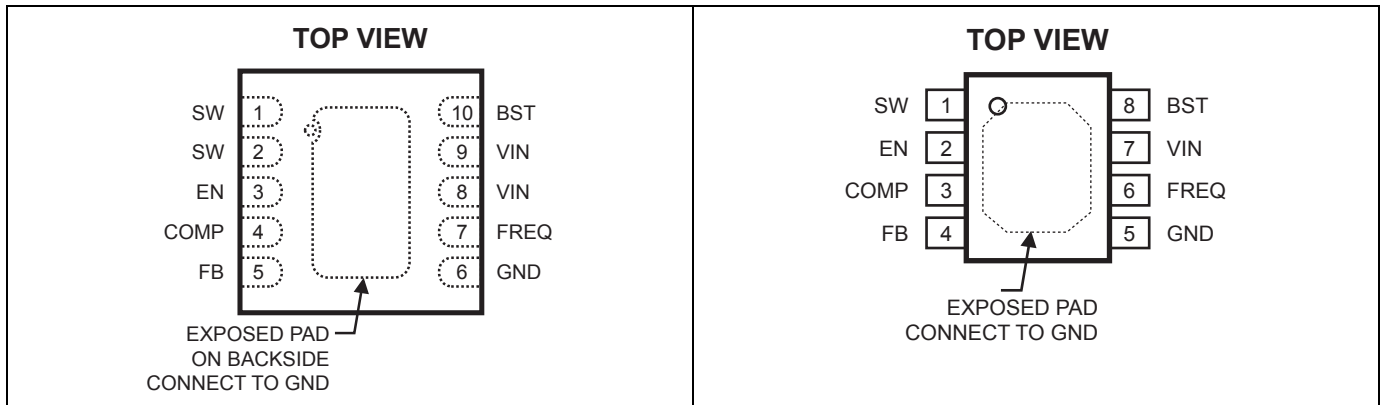 TOP VIEW
SW 1 10 BST
SW 2 9 VIN
EN 3 8 VIN
COMP 4 7 FREQ
FB 5 6 GND
EXPOSED PAD
ON BACKSIDE
CONNECT TO GND
TOP VIEW
SW 1 8 BST
EN 2 7 VIN
COMP 3 6 FREQ
FB 4 5 GND
EXPOSED PAD
CONNECT TO GND